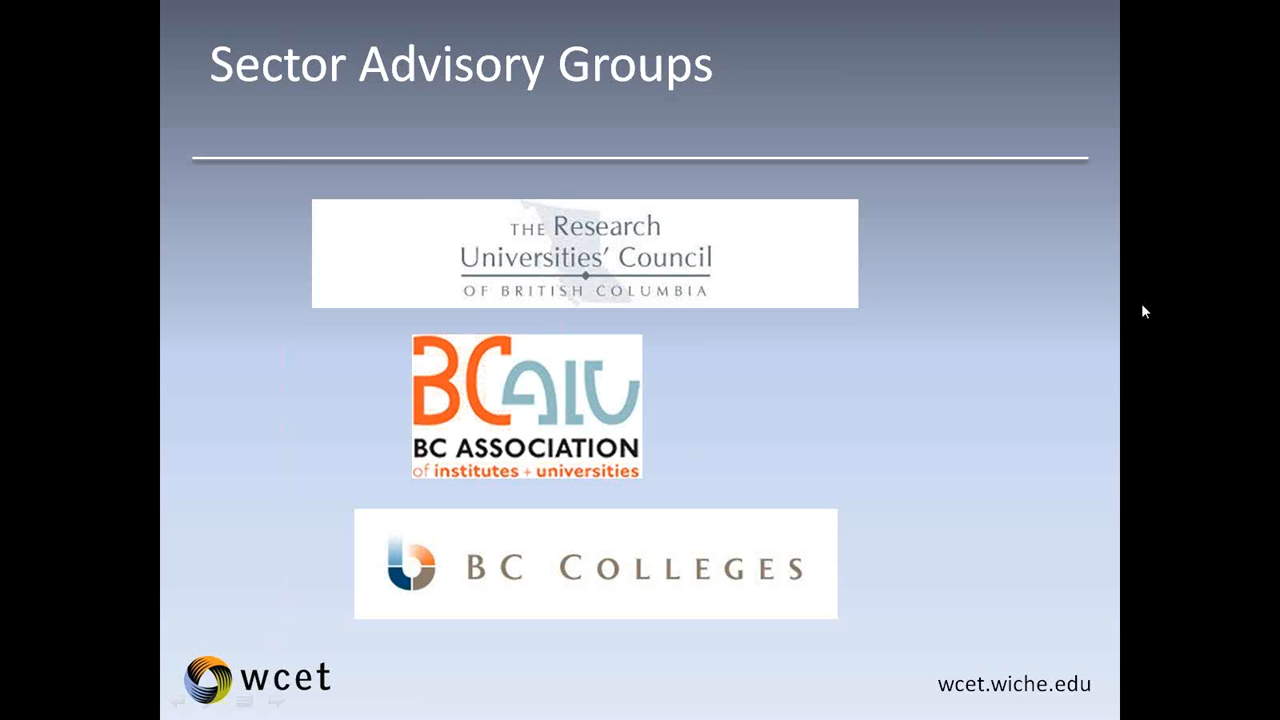 Sector Advisory Groups
THE Research
Universities’ Council
OF BRITISH COLUMBIA
BCAIU
BC ASSOCIATION
of institutes + universities
BC COLLEGES
wcet
wcet.wiche.edu